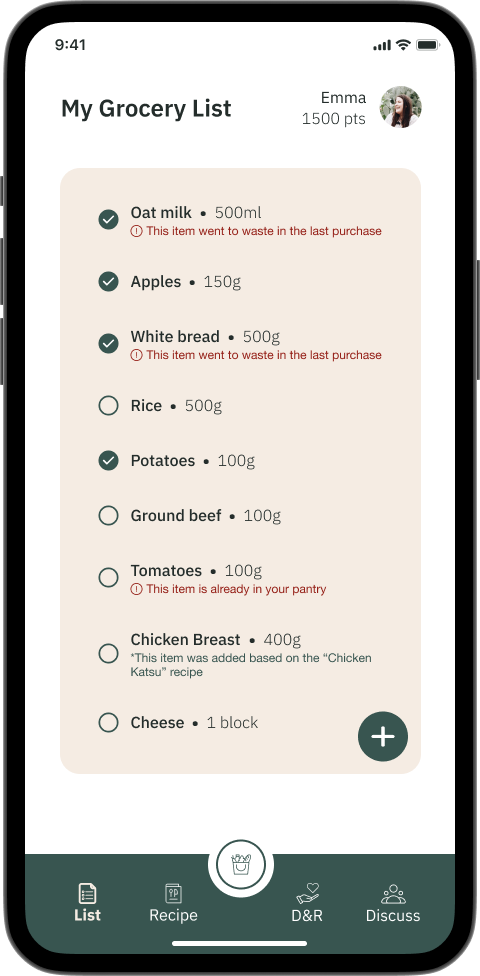 9:41
My Grocery List
Emma
1500 pts
Oat milk • 500ml
This item went to waste in the last purchase
Apples • 150g
White bread • 500g
This item went to waste in the last purchase
Rice • 500g
Potatoes • 100g
Ground beef • 100g
Tomatoes • 100g
This item is already in your pantry
Chicken Breast • 400g
*This item was added based on the “Chicken
Katsu” recipe
Cheese • 1 block
List
Recipe
D&R
Discuss